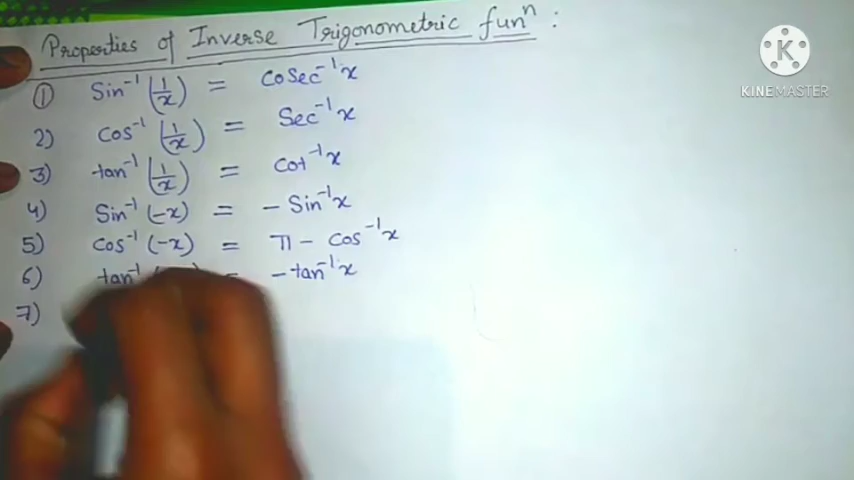 Properties of Inverse Trigonometric funⁿ :
① Sin⁻¹ (1/x) = CoSec⁻¹x
2) Cos⁻¹ (1/x) = Sec⁻¹x
3) tan⁻¹ (1/x) = Cot⁻¹x
4) Sin⁻¹ (-x) = - Sin⁻¹x
5) Cos⁻¹ (-x) = π - Cos⁻¹x
6) tan⁻¹ = - tan⁻¹x
7)
KINEMASTER